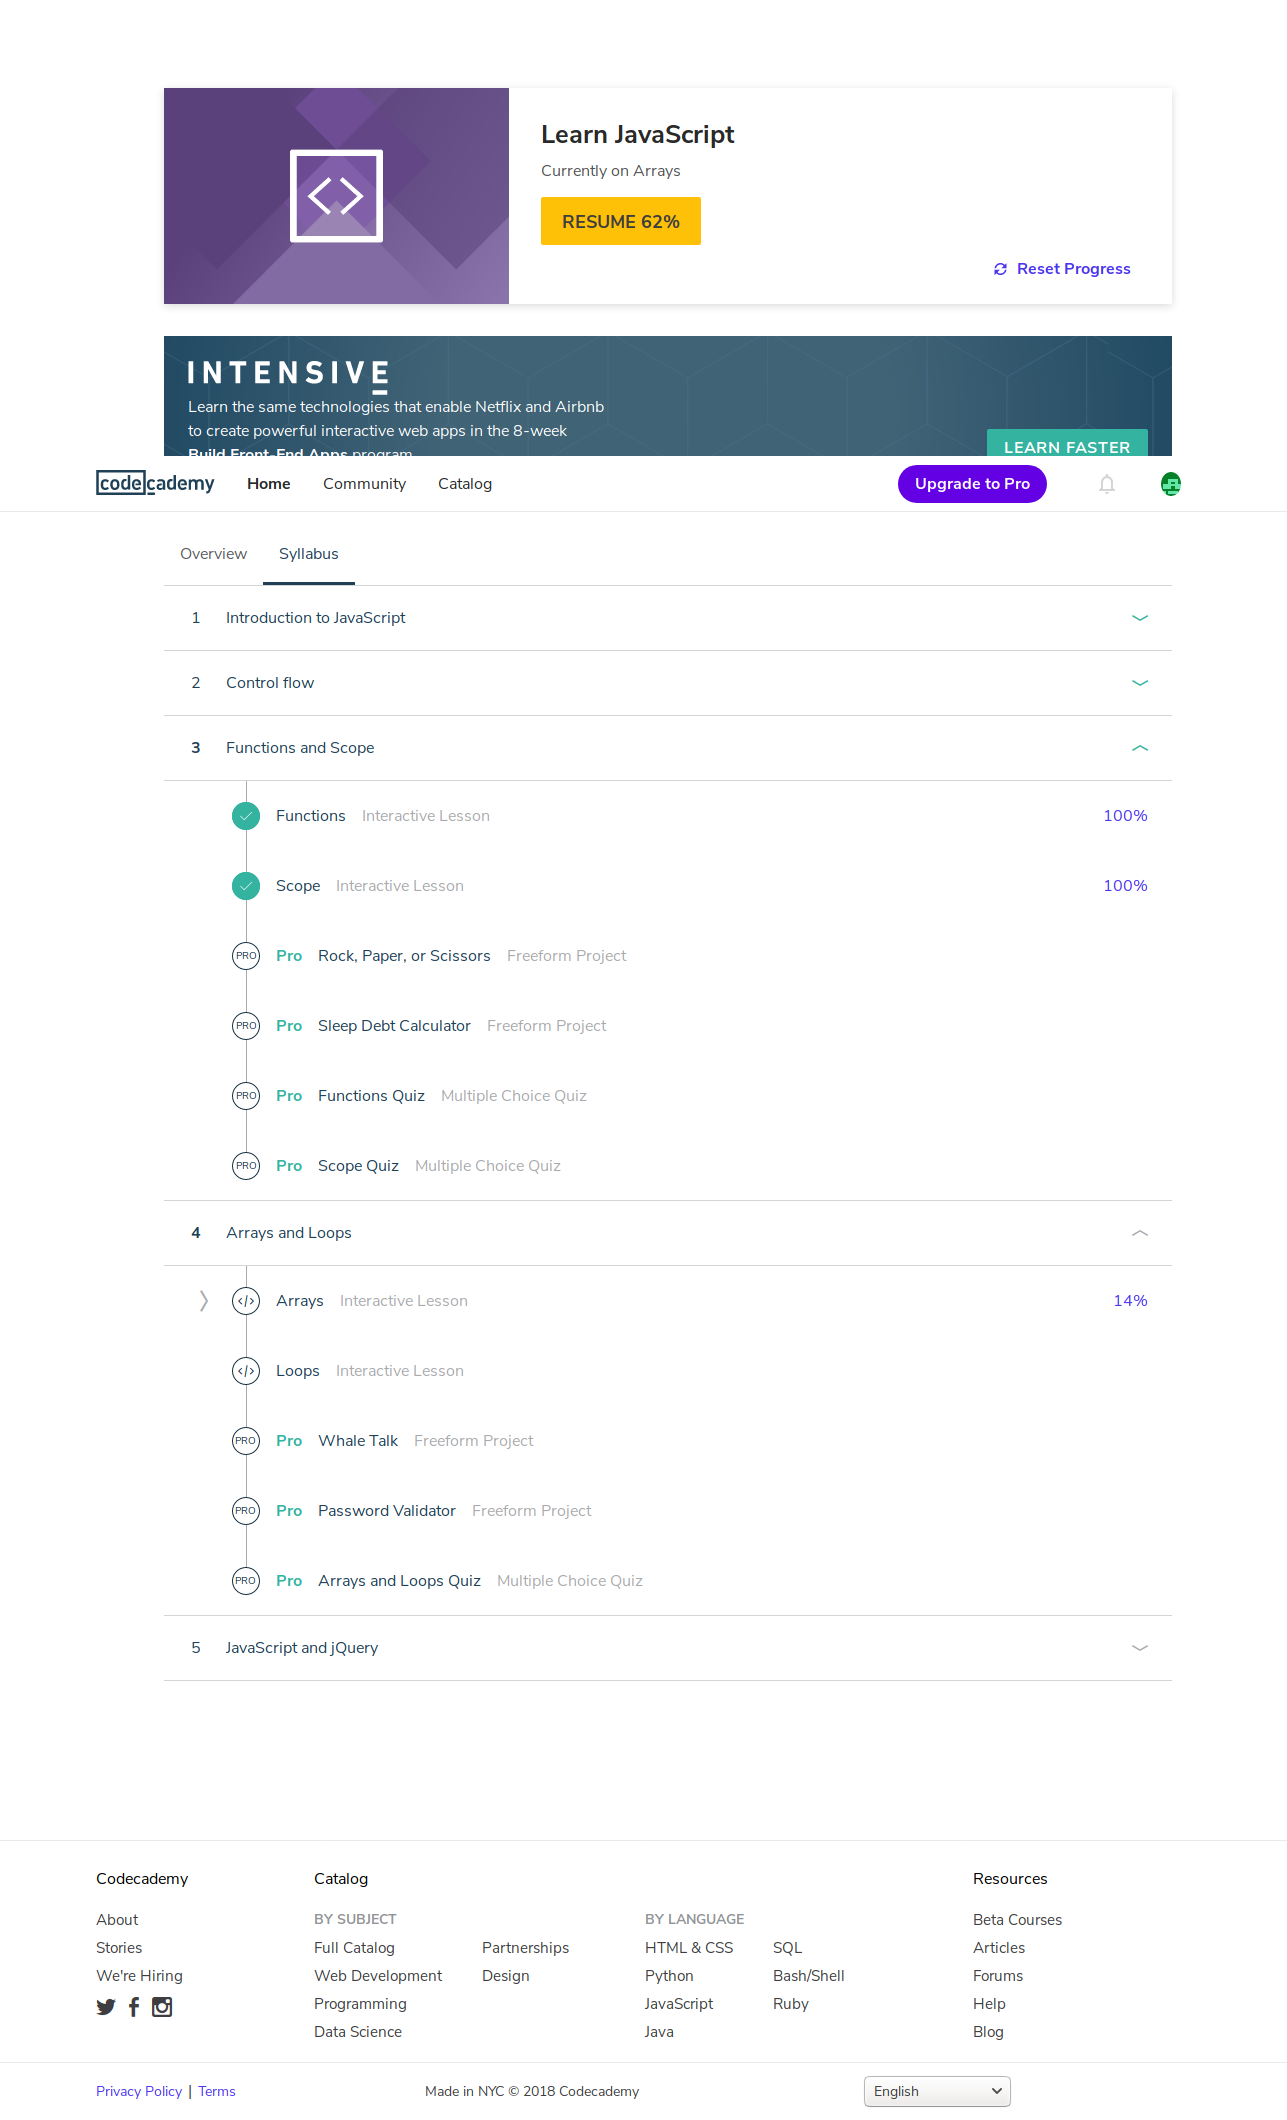 Learn JavaScript
Currently on Arrays
RESUME 62%
Reset Progress
INTENSIVE
Learn the same technologies that enable Netflix and Airbnb
to create powerful interactive web apps in the 8-week
Build Front-End Apps program
LEARN FASTER
codecademy Home Community Catalog Upgrade to Pro
Overview Syllabus
1 Introduction to JavaScript
2 Control flow
3 Functions and Scope
Functions Interactive Lesson 100%
Scope Interactive Lesson 100%
PRO Pro Rock, Paper, or Scissors Freeform Project
PRO Pro Sleep Debt Calculator Freeform Project
PRO Pro Functions Quiz Multiple Choice Quiz
PRO Pro Scope Quiz Multiple Choice Quiz
4 Arrays and Loops
</> Arrays Interactive Lesson 14%
</> Loops Interactive Lesson
PRO Pro Whale Talk Freeform Project
PRO Pro Password Validator Freeform Project
PRO Pro Arrays and Loops Quiz Multiple Choice Quiz
5 JavaScript and jQuery
Codecademy
About
Stories
We're Hiring
Catalog
BY SUBJECT
Full Catalog
Web Development
Programming
Data Science
Partnerships
Design
BY LANGUAGE
HTML & CSS
Python
JavaScript
Java
SQL
Bash/Shell
Ruby
Resources
Beta Courses
Articles
Forums
Help
Blog
Privacy Policy | Terms
Made in NYC © 2018 Codecademy
English